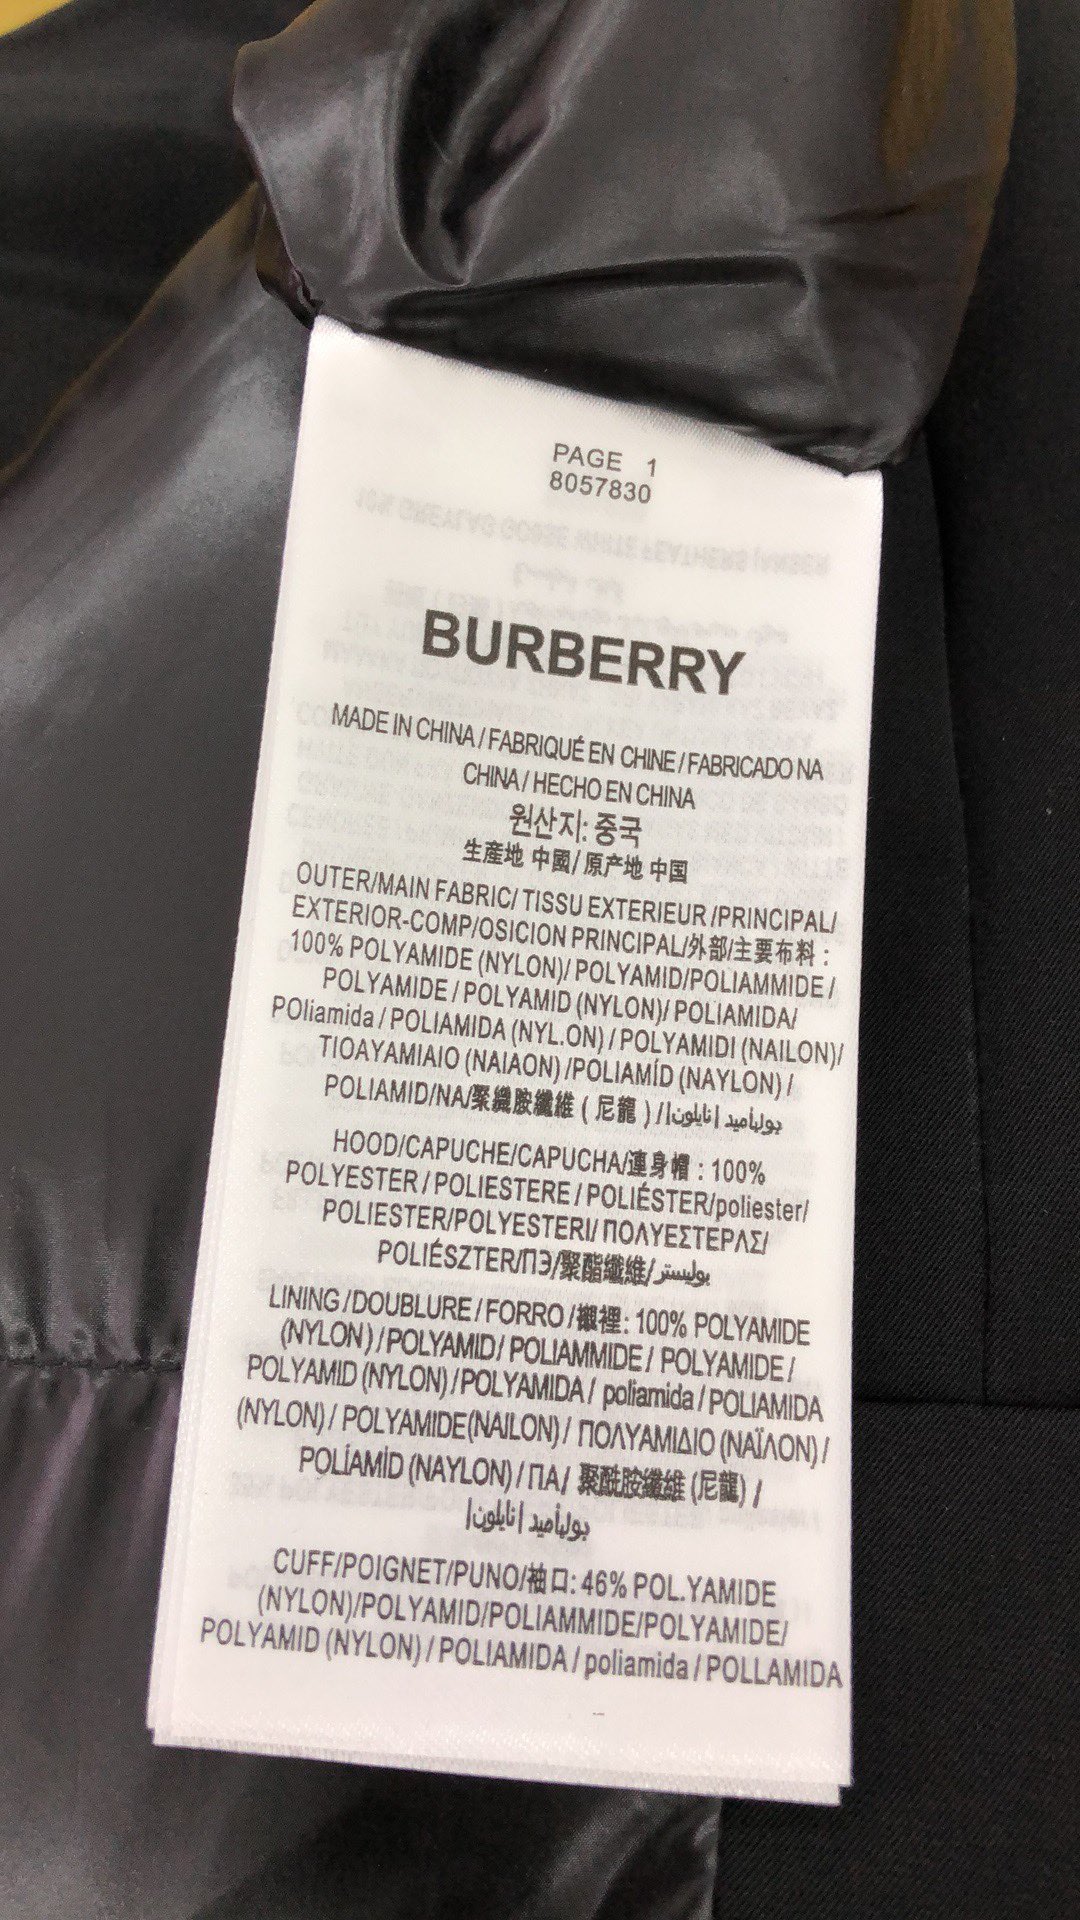 PAGE 1
8057830
BURBERRY
MADE IN CHINA / FABRIQUÉ EN CHINE / FABRICADO NA
CHINA / HECHO EN CHINA
원산지: 중국
生産地 中國/ 原产地 中国
OUTER/MAIN FABRIC/ TISSU EXTERIEUR /PRINCIPAL/
EXTERIOR-COMP/OSICION PRINCIPAL/外部/主要布料 :
100% POLYAMIDE (NYLON)/ POLYAMID/POLIAMMIDE /
POLYAMIDE / POLYAMID (NYLON)/ POLIAMIDA/
POliamida / POLIAMIDA (NYL.ON) / POLYAMIDI (NAILON)/
TIOAYAMIAIO (NAIAON) /POLIAMÍD (NAYLON) /
POLIAMID/NA/聚纖胺纖維 ( 尼龍 ) /بوليأميد | نايلون|
HOOD/CAPUCHE/CAPUCHA/連身帽 : 100%
POLYESTER / POLIESTERE / POLIÉSTER/poliester/
POLIESTER/POLYESTERI/ ΠΟΛΥΕΣΤΕΡΛΣ/
POLIÉSZTER/ПЭ/聚酯纖維/بوليستر
LINING / DOUBLURE / FORRO /襯裡: 100% POLYAMIDE
(NYLON ) / POLYAMID/ POLIAMMIDE / POLYAMIDE /
POLYAMID (NYLON) / POLYAMIDA / poliamida / POLIAMIDA
(NYLON) / POLYAMIDE(NAILON) / ΠΟΛΥΑΜΙΔΙΟ (ΝΑΪΛΟΝ) /
POLÍAMÍD (NAYLON) / ПА/ 聚酰胺纖維 (尼龍) /
بوليأميد | نايلون|
CUFF/POIGNET/PUNO/袖口: 46% POL.YAMIDE
(NYLON)/POLYAMID/POLIAMMIDE/POLYAMIDE/
POLYAMID (NYLON) / POLIAMIDA / poliamida / POLLAMIDA